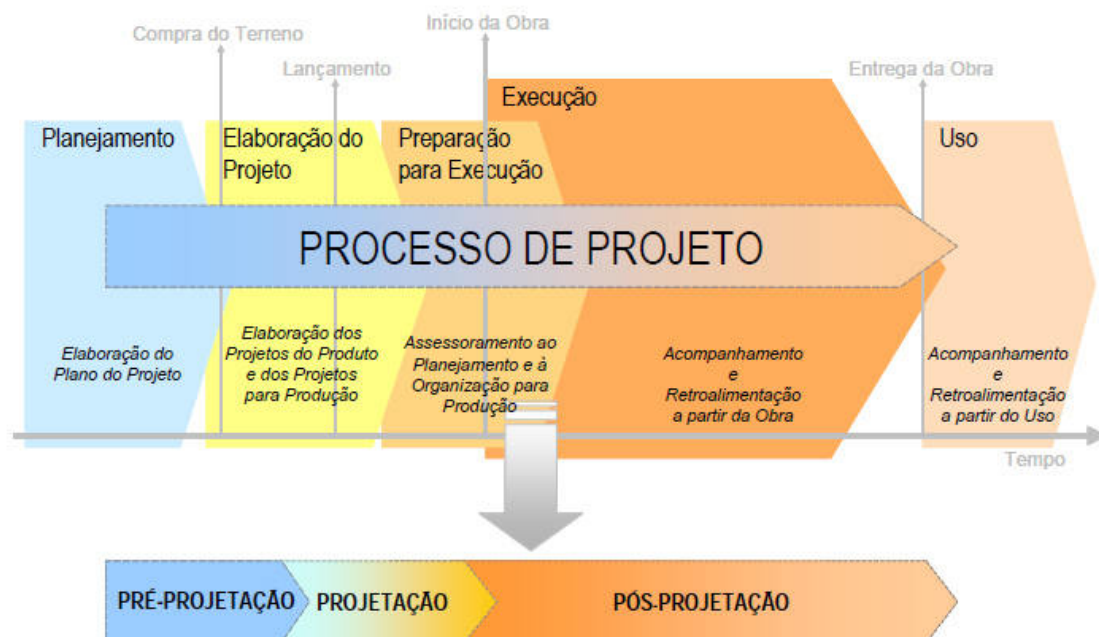 Compra do Terreno
Início da Obra
Lançamento
Entrega da Obra
Planejamento
Elaboração do
Projeto
Preparação
para Execução
Execução
Uso
PROCESSO DE PROJETO
Elaboração do
Plano do Projeto
Elaboração dos
Projetos do Produto
e dos Projetos
para Produção
Assessoramento ao
Planejamento e à
Organização para
Produção
Acompanhamento
e
Retroalimentação
a partir da Obra
Acompanhamento
e
Retroalimentação
a partir do Uso
Tempo
PRÉ-PROJETAÇÃO
PROJETAÇÃO
PÓS-PROJETAÇÃO